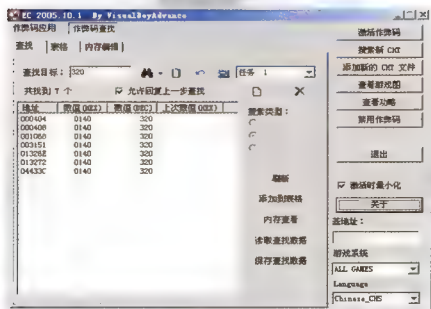 EC 2005.10.1 By VisualBoyAdvance
作弊码应用 作弊码查找
查找 表格 内存编辑
查找目标: 320 任务 1
共找到 7 个 允许回复上一步查找
地址 数值(HEX) 数值(DEC) 上次数值(DEC) 搜索类型:
000404 0140 320
000408 0140 320
001088 0140 320
003151 0140 320
01326E 0140 320
013272 0140 320
04433C 0140 320
刷新
添加到表格
内存查看
读取查找数据
保存查找数据
激活作弊码
搜索新 CHT
添加新的 CHT 文件
查看游戏图
查看功略
禁用作弊码
退出
激活时最小化
关于
基地址:
游戏系统
ALL GAMES
Language
Chinese_CHS